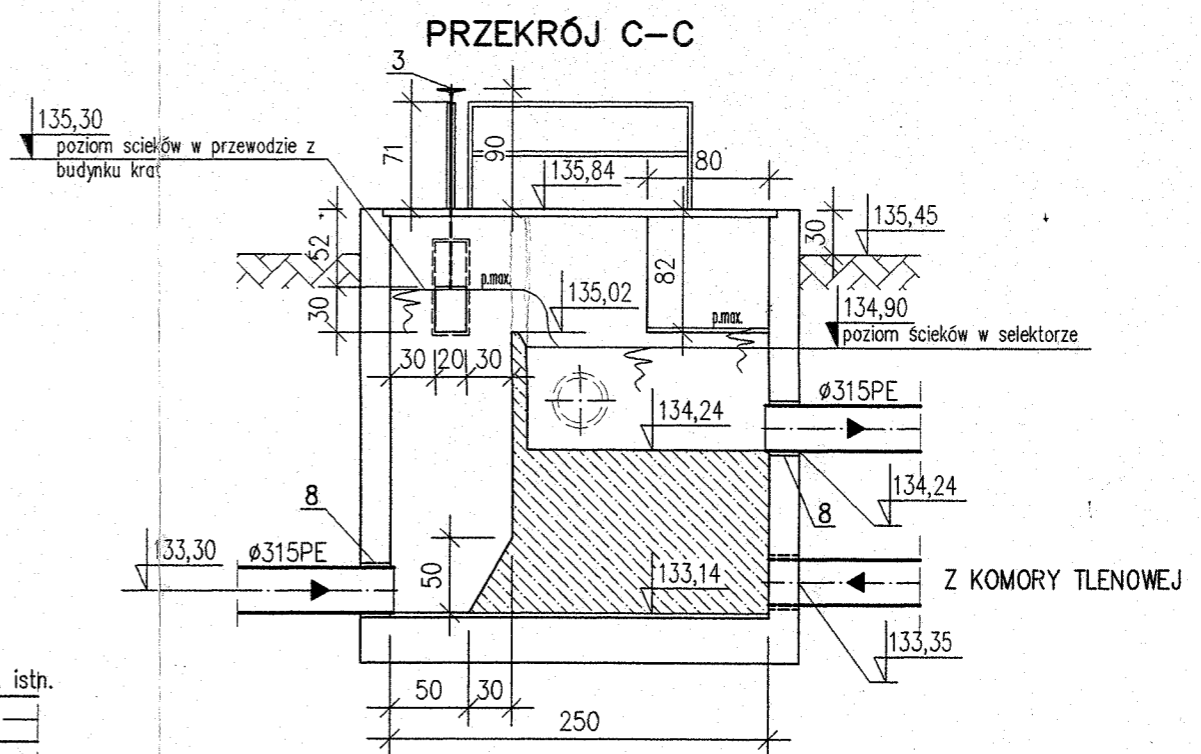 PRZEKRÓJ C–C
3
135,30
poziom scieków w przewodzie z
budynku krat
71
90
80
135,84
135,45
30
52
82
p.max.
135,02
p.max.
134,90
poziom ścieków w selektorze
30
30 20 30
ø315PE
134,24
8
134,24
8
133,30
ø315PE
50
133,14
Z KOMORY TLENOWEJ
133,35
istn.
50 30
250